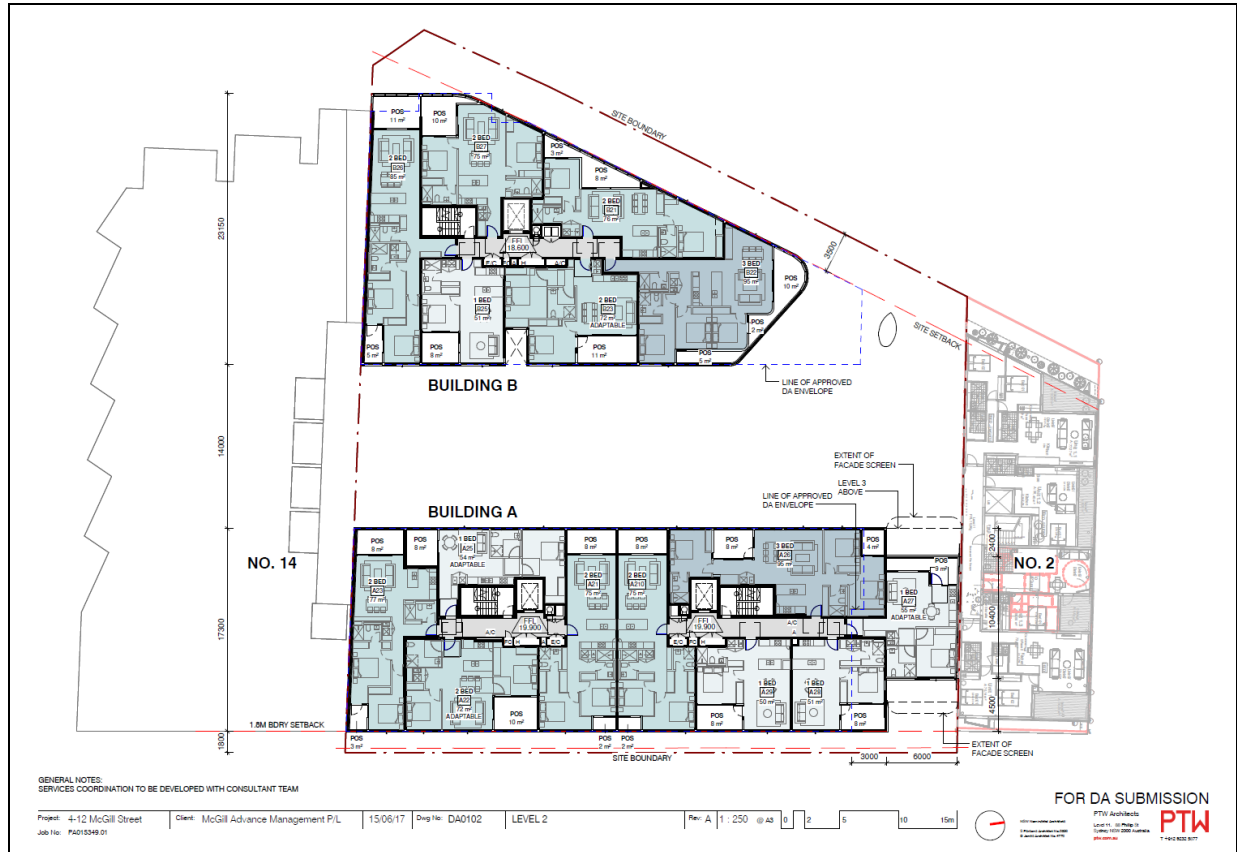 SITE BOUNDARY
POS
11 m²
POS
10 m²
2 BED
B27
75 m²
2 BED
B26
85 m²
POS
3 m²
POS
8 m²
2 BED
B21
76 m²
23150
FFL
18.600
E/C
H
A/C
3 BED
B22
95 m²
POS
10 m²
3500
1 BED
B25
51 m²
2 BED
B23
72 m²
ADAPTABLE
POS
2 m²
SITE SETBACK
POS
5 m²
POS
8 m²
POS
11 m²
POS
5 m²
BUILDING B
LINE OF APPROVED
DA ENVELOPE
14000
EXTENT OF
FACADE SCREEN
LEVEL 3
ABOVE
LINE OF APPROVED
DA ENVELOPE
BUILDING A
NO. 14
POS
8 m²
POS
8 m²
1 BED
A25
54 m²
ADAPTABLE
POS
8 m²
POS
8 m²
POS
8 m²
3 BED
A26
95 m²
POS
4 m²
2400
NO. 2
POS
9 m²
2 BED
A23
77 m²
2 BED
A21
75 m²
2 BED
A210
75 m²
1 BED
A27
55 m²
ADAPTABLE
10400
17300
A/C
FFL
19.900
H
A
E/C
E/C
H
FFL
19.900
A/C
A
2 BED
A22
72 m²
ADAPTABLE
POS
10 m²
1 BED
A29
50 m²
1 BED
A28
51 m²
POS
6 m²
POS
8 m²
4500
1.8M BDRY SETBACK
1800
POS
3 m²
POS
2 m²
POS
2 m²
SITE BOUNDARY
3000
6000
EXTENT OF
FACADE SCREEN
GENERAL NOTES:
SERVICES COORDINATION TO BE DEVELOPED WITH CONSULTANT TEAM
FOR DA SUBMISSION
Project: 4-12 McGill Street
Client: McGill Advance Management P/L
15/06/17
Dwg No: DA0102
LEVEL 2
Rev: A
1 : 250 @ A3
0 2 5 10 15m
Job No: PA015349.01
PTW Architects
Sydney NSW 2000 Australia
ptw.com.au
PTW